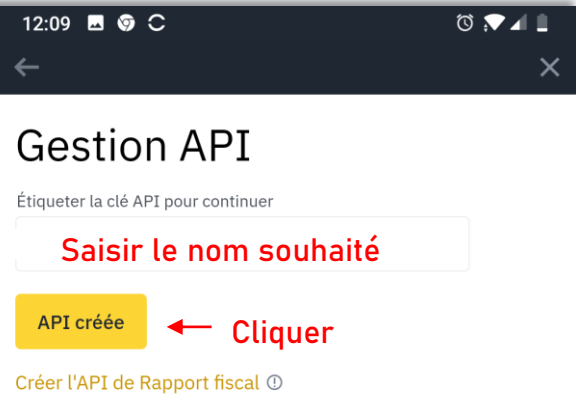 12:09
Gestion API
Étiqueter la clé API pour continuer
Saisir le nom souhaité
API créée
Cliquer
Créer l'API de Rapport fiscal